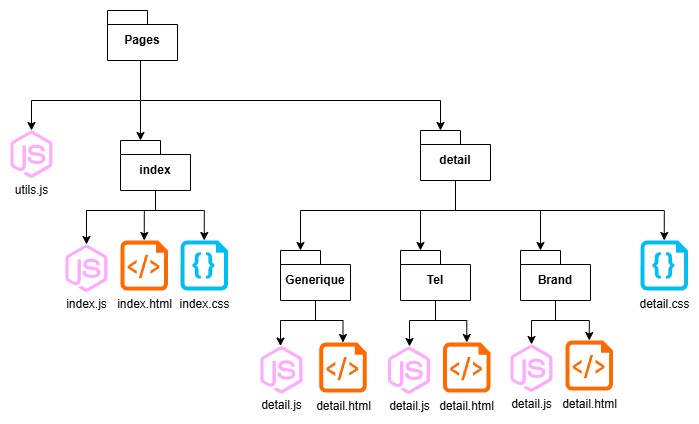 Pages
JS
utils.js
index
detail
JS
</>
{}
index.js
index.html
index.css
Generique
Tel
Brand
{}
detail.css
JS
</>
JS
</>
JS
</>
detail.js
detail.html
detail.js
detail.html
detail.js
detail.html